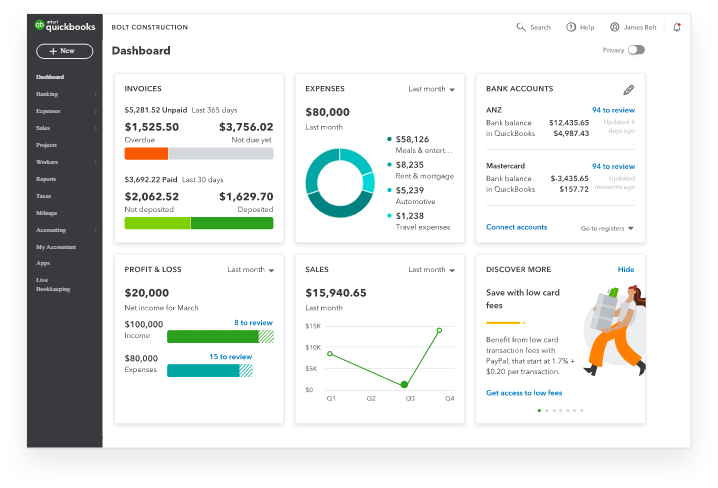 intuit
quickbooks
BOLT CONSTRUCTION
Search
Help
James Bolt
+ New
Dashboard
Privacy
Dashboard
Banking
Expenses
Sales
Projects
Workers
Reports
Taxes
Mileage
Accounting
My Accountant
Apps
Live
Bookkeeping
INVOICES
$5,281.52 Unpaid Last 365 days
$1,525.50 $3,756.02
Overdue Not due yet
$3,692.22 Paid Last 30 days
$2,062.52 $1,629.70
Not deposited Deposited
EXPENSES Last month
$80,000
Last month
$58,126
Meals & entert...
$8,235
Rent & mortgage
$5,239
Automotive
$1,238
Travel expenses
BANK ACCOUNTS
ANZ 94 to review
Bank balance $12,435.65 Updated 4
in QuickBooks $4,987.43 days ago
Mastercard 94 to review
Bank balance $-3,435.65 Updated
in QuickBooks $157.72 moments ago
Connect accounts Go to registers
PROFIT & LOSS Last month
$20,000
Net income for March
$100,000 8 to review
Income
$80,000 15 to review
Expenses
SALES Last month
$15,940.65
Last month
$15K
$10K
$5K
$0
Q1 Q2 Q3 Q4
DISCOVER MORE Hide
Save with low card
fees
Benefit from low card
transaction fees with
PayPal, that start at 1.7% +
$0.20 per transaction.
Get access to low fees